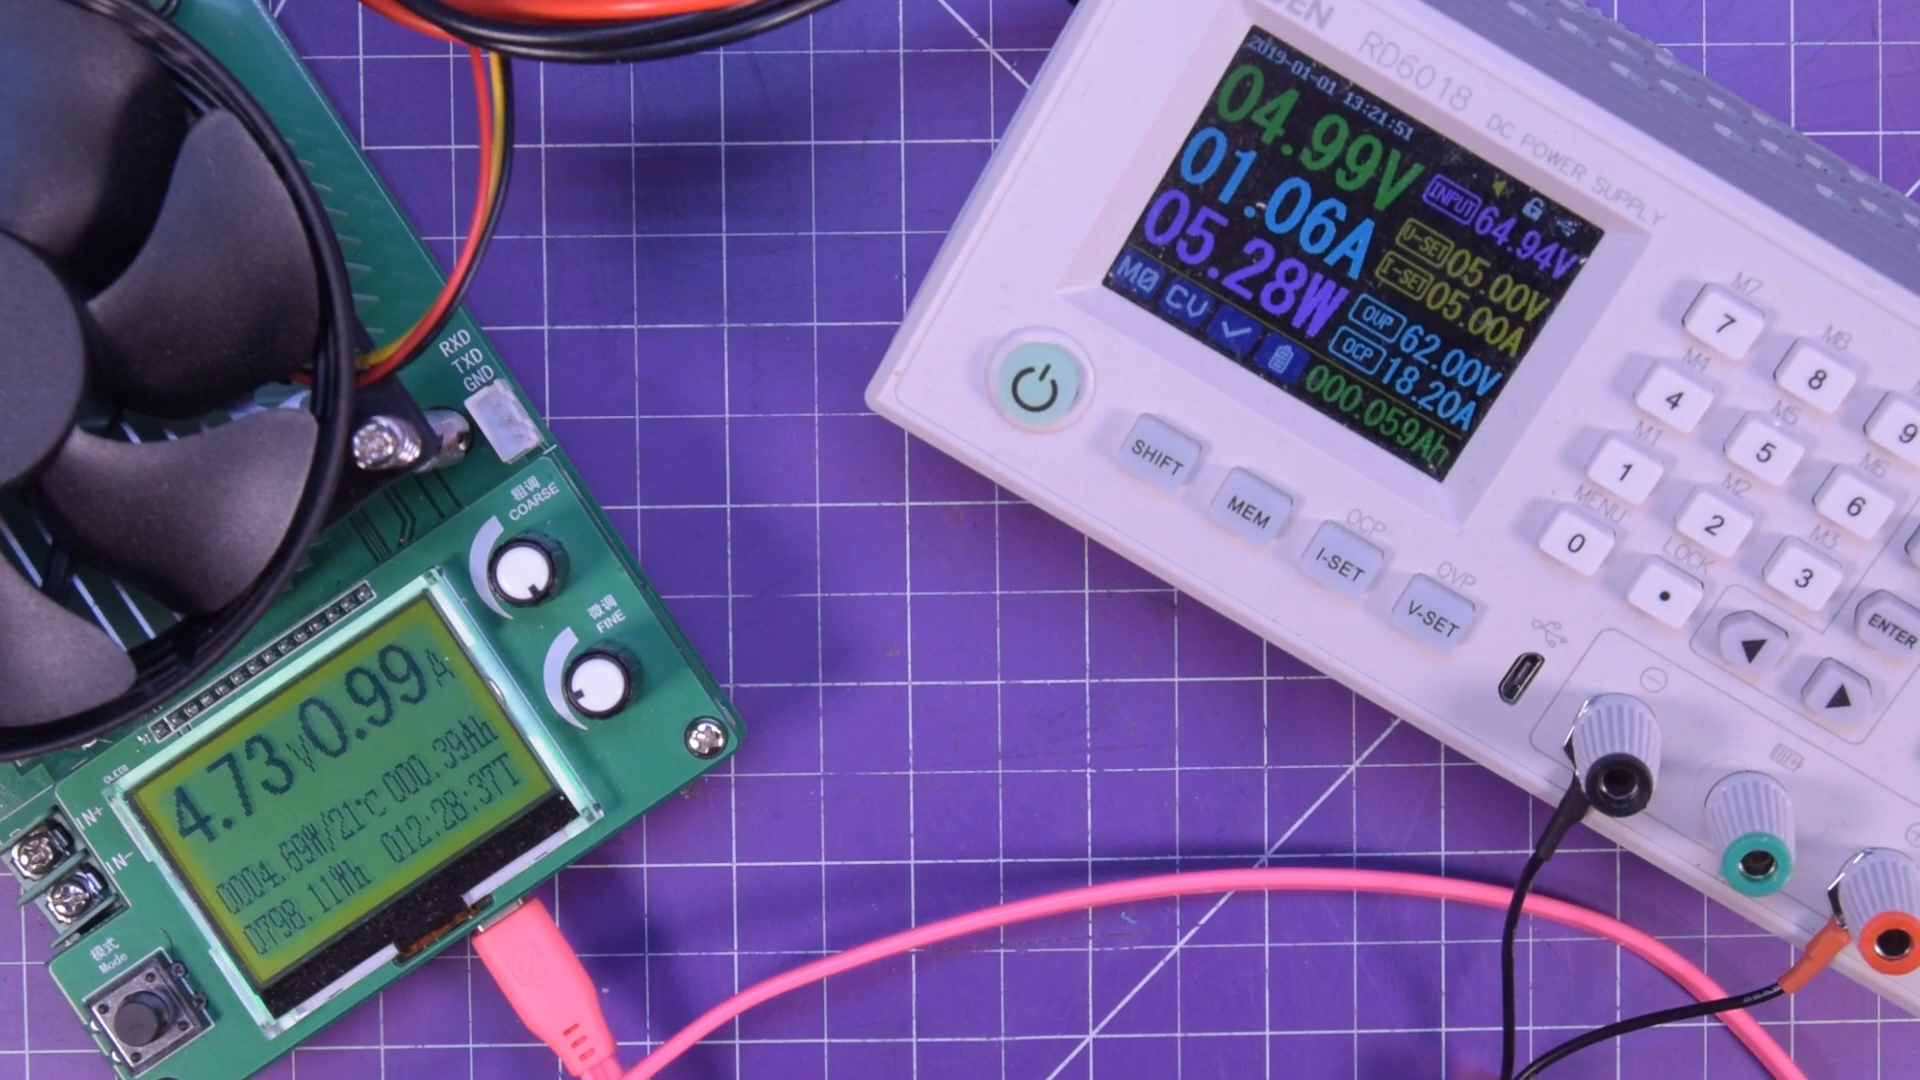 RXD
TXD
GND
粗调
COARSE
微调
FINE
4.73V0.99A
0004.69W/21°C 000.39Ah
0798.11Wh 012:28:37T
IN+
IN-
模式
Mode
RD6018 DC POWER SUPPLY
2019-01-01 13:21:51
04.99V
01.06A
05.28W
INPUT 64.94V
U-SET 05.00V
I-SET 05.00A
OVP 62.00V
OCP 18.20A
M0 CV
000.059Ah
SHIFT
MEM
OCP
I-SET
OVP
V-SET
M7
7
M8
8
9
M4
4
M5
5
M6
6
M1
1
M2
2
M3
3
MENU
0
LOCK
.
ENTER